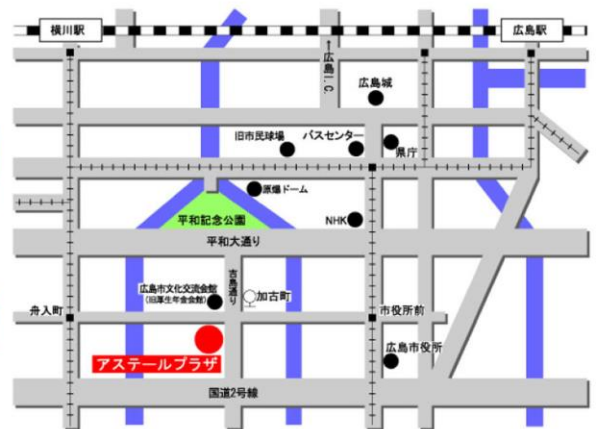 横川駅
広島駅
←広島I.C.
広島城
旧市民球場
バスセンター
県庁
原爆ドーム
平和記念公園
NHK
平和大通り
広島市文化交流会館
(旧厚生年金会館)
吉島通り
加古町
舟入町
市役所前
アステールプラザ
広島市役所
国道2号線